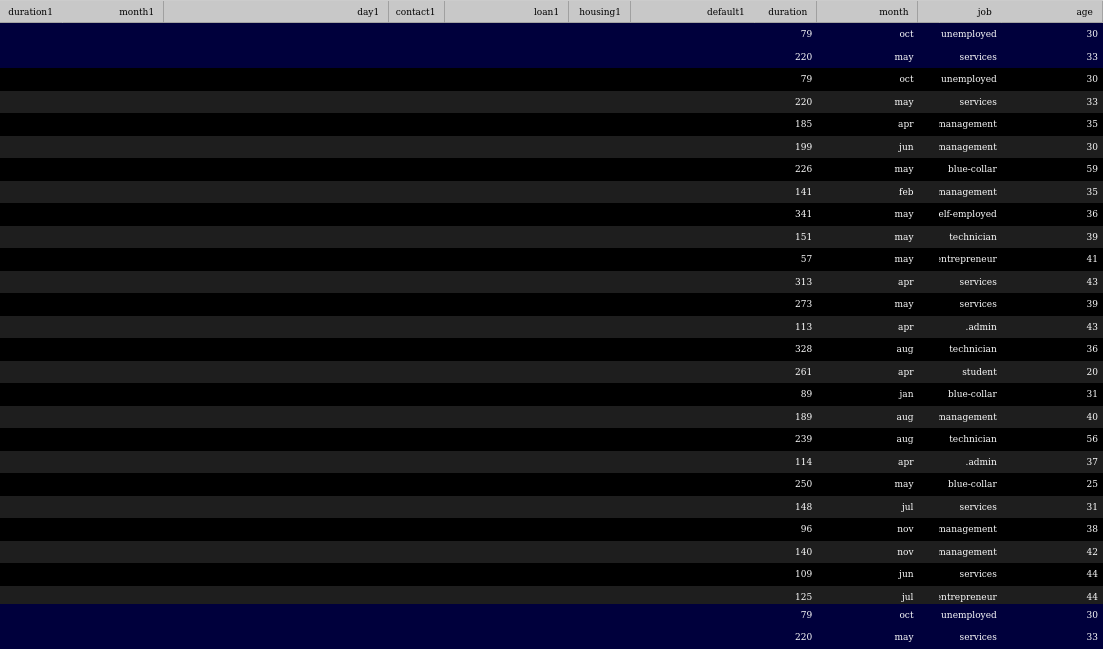 duration1 month1 day1 contact1 loan1 housing1 default1 duration month job age
79 oct unemployed 30
220 may services 33
79 oct unemployed 30
220 may services 33
185 apr management 35
199 jun management 30
226 may blue-collar 59
141 feb management 35
341 may elf-employed 36
151 may technician 39
57 may entrepreneur 41
313 apr services 43
273 may services 39
113 apr .admin 43
328 aug technician 36
261 apr student 20
89 jan blue-collar 31
189 aug management 40
239 aug technician 56
114 apr .admin 37
250 may blue-collar 25
148 jul services 31
96 nov management 38
140 nov management 42
109 jun services 44
125 jul entrepreneur 44
79 oct unemployed 30
220 may services 33